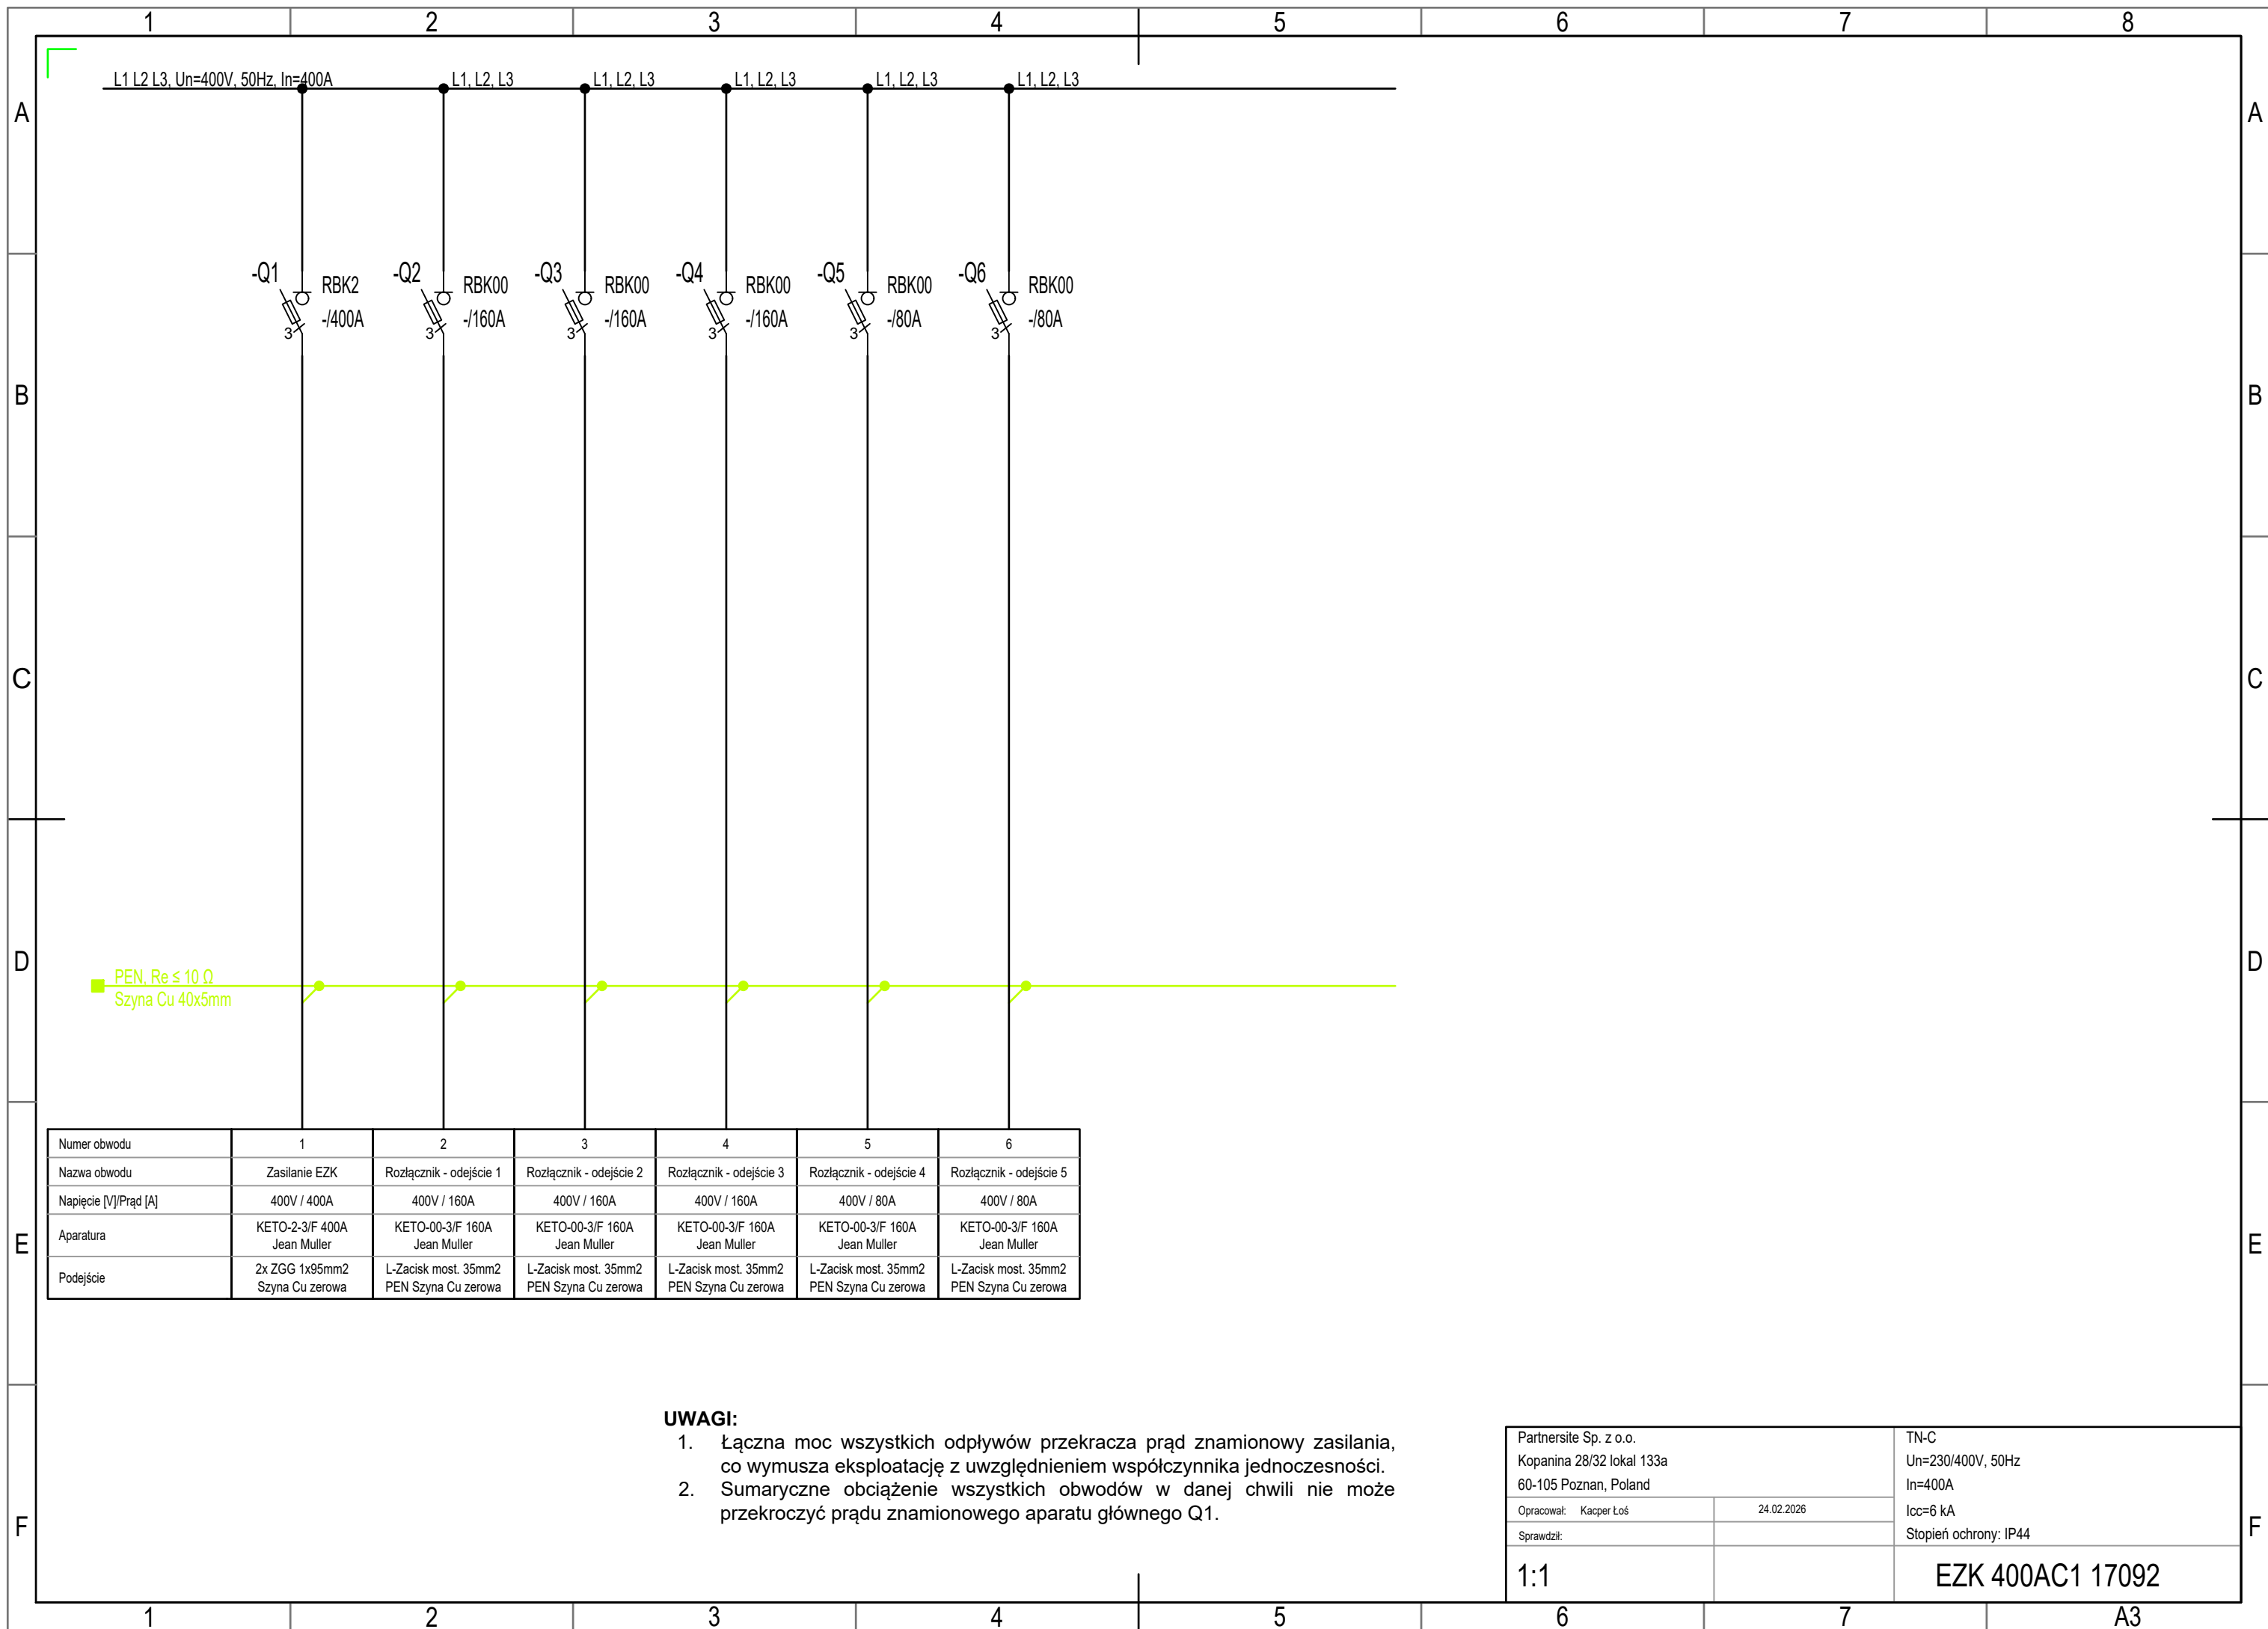 1 2 3 4 5 6 7 8
A A
L1 L2 L3, Un=400V, 50Hz, In=400A L1, L2, L3 L1, L2, L3 L1, L2, L3 L1, L2, L3 L1, L2, L3
-Q1 RBK2 -/400A 3
-Q2 RBK00 -/160A 3
-Q3 RBK00 -/160A 3
-Q4 RBK00 -/160A 3
-Q5 RBK00 -/80A 3
-Q6 RBK00 -/80A 3
B B
C C
D D
PEN, Re ≤ 10 Ω
Szyna Cu 40x5mm
Numer obwodu 1 2 3 4 5 6
Nazwa obwodu Zasilanie EZK Rozłącznik - odejście 1 Rozłącznik - odejście 2 Rozłącznik - odejście 3 Rozłącznik - odejście 4 Rozłącznik - odejście 5
Napięcie [V]/Prąd [A] 400V / 400A 400V / 160A 400V / 160A 400V / 160A 400V / 80A 400V / 80A
Aparatura KETO-2-3/F 400A KETO-00-3/F 160A KETO-00-3/F 160A KETO-00-3/F 160A KETO-00-3/F 160A KETO-00-3/F 160A
Jean Muller Jean Muller Jean Muller Jean Muller Jean Muller Jean Muller
Podejście 2x ZGG 1x95mm2 L-Zacisk most. 35mm2 L-Zacisk most. 35mm2 L-Zacisk most. 35mm2 L-Zacisk most. 35mm2 L-Zacisk most. 35mm2
Szyna Cu zerowa PEN Szyna Cu zerowa PEN Szyna Cu zerowa PEN Szyna Cu zerowa PEN Szyna Cu zerowa PEN Szyna Cu zerowa
E E
UWAGI:
1. Łączna moc wszystkich odpływów przekracza prąd znamionowy zasilania,
co wymusza eksploatację z uwzględnieniem współczynnika jednoczesności.
2. Sumaryczne obciążenie wszystkich obwodów w danej chwili nie może
przekroczyć prądu znamionowego aparatu głównego Q1.
F F
Partnersite Sp. z o.o.
Kopanina 28/32 lokal 133a
60-105 Poznan, Poland
Opracował: Kacper Łoś 24.02.2026
Sprawdził:
1:1
TN-C
Un=230/400V, 50Hz
In=400A
Icc=6 kA
Stopień ochrony: IP44
EZK 400AC1 17092
1 2 3 4 5 6 7 A3